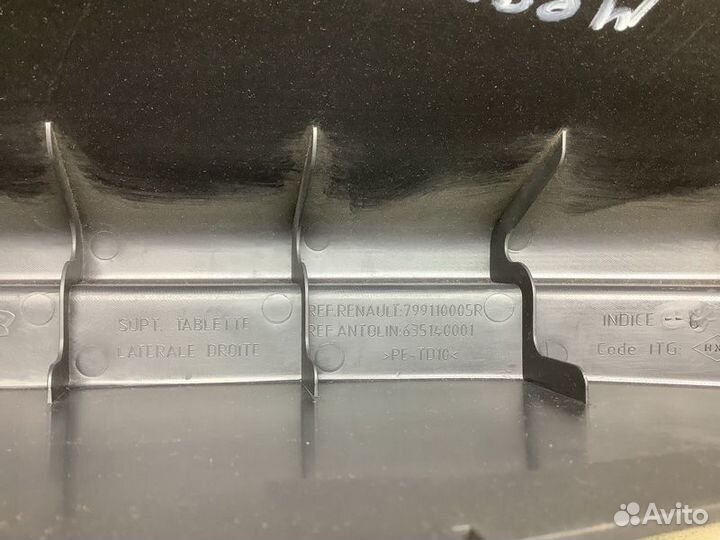 SUPT. TABLETTE
LATERALE DROITE
REF.RENAULT:799110005R
REF.ANTOLIN:635140001
>PE-TD10<
INDICE
Code ITG
Avito